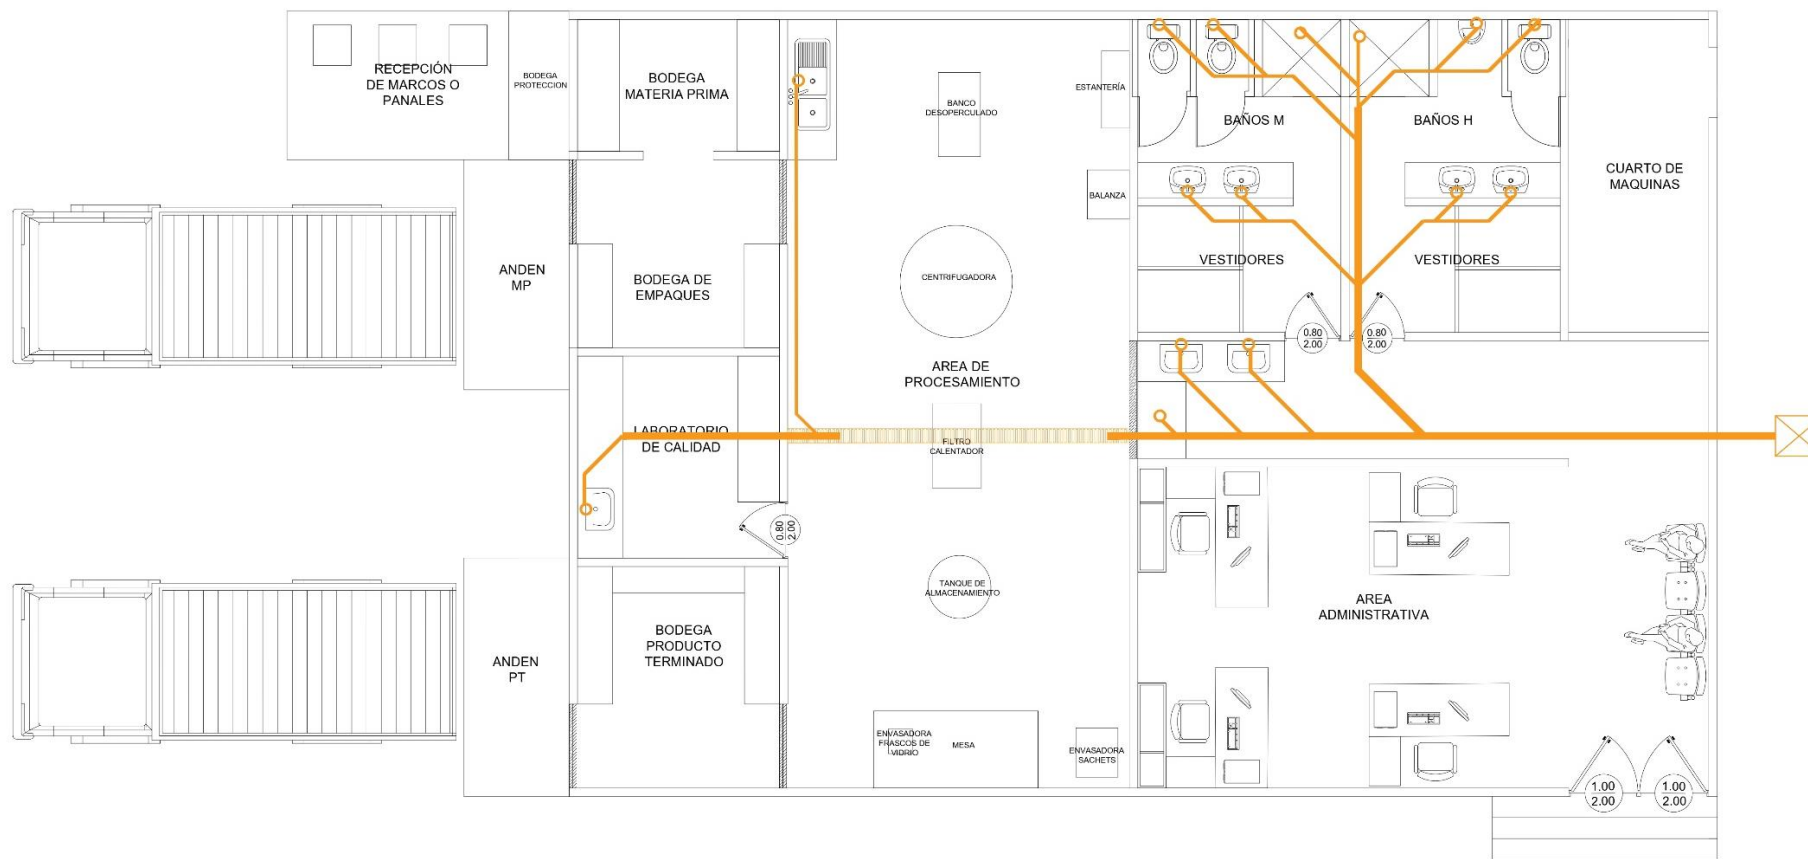 RECEPCIÓN
DE MARCOS O
PANALES
BODEGA
PROTECCION
BODEGA
MATERIA PRIMA
BANCO
DESOPERCULADO
ESTANTERÍA
BAÑOS M
BAÑOS H
CUARTO DE
MAQUINAS
BALANZA
ANDEN
MP
BODEGA DE
EMPAQUES
CENTRIFUGADORA
VESTIDORES
VESTIDORES
0.80
2.00
0.80
2.00
AREA DE
PROCESAMIENTO
LABORATORIO
DE CALIDAD
FILTRO
CALENTADOR
0.80
2.00
TANQUE DE
ALMACENAMIENTO
AREA
ADMINISTRATIVA
BODEGA
PRODUCTO
TERMINADO
ANDEN
PT
ENVASADORA
FRASCOS DE
VIDRIO
MESA
ENVASADORA
SACHETS
1.00
2.00
1.00
2.00